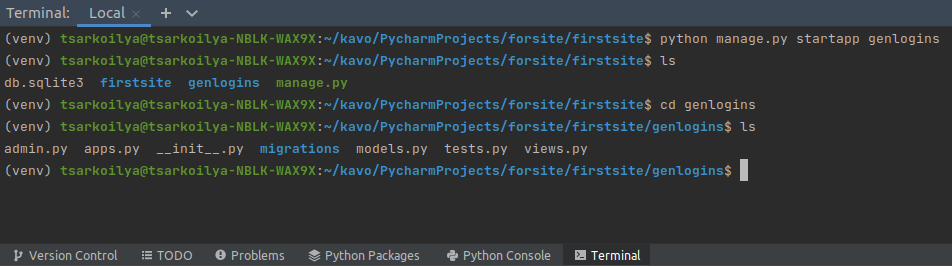 Terminal: Local × +
(venv) tsarkoilya@tsarkoilya-NBLK-WAX9X:~/kavo/PycharmProjects/forsite/firstsite$ python manage.py startapp genlogins
(venv) tsarkoilya@tsarkoilya-NBLK-WAX9X:~/kavo/PycharmProjects/forsite/firstsite$ ls
db.sqlite3 firstsite genlogins manage.py
(venv) tsarkoilya@tsarkoilya-NBLK-WAX9X:~/kavo/PycharmProjects/forsite/firstsite$ cd genlogins
(venv) tsarkoilya@tsarkoilya-NBLK-WAX9X:~/kavo/PycharmProjects/forsite/firstsite/genlogins$ ls
admin.py apps.py __init__.py migrations models.py tests.py views.py
(venv) tsarkoilya@tsarkoilya-NBLK-WAX9X:~/kavo/PycharmProjects/forsite/firstsite/genlogins$
Version Control TODO Problems Python Packages Python Console Terminal